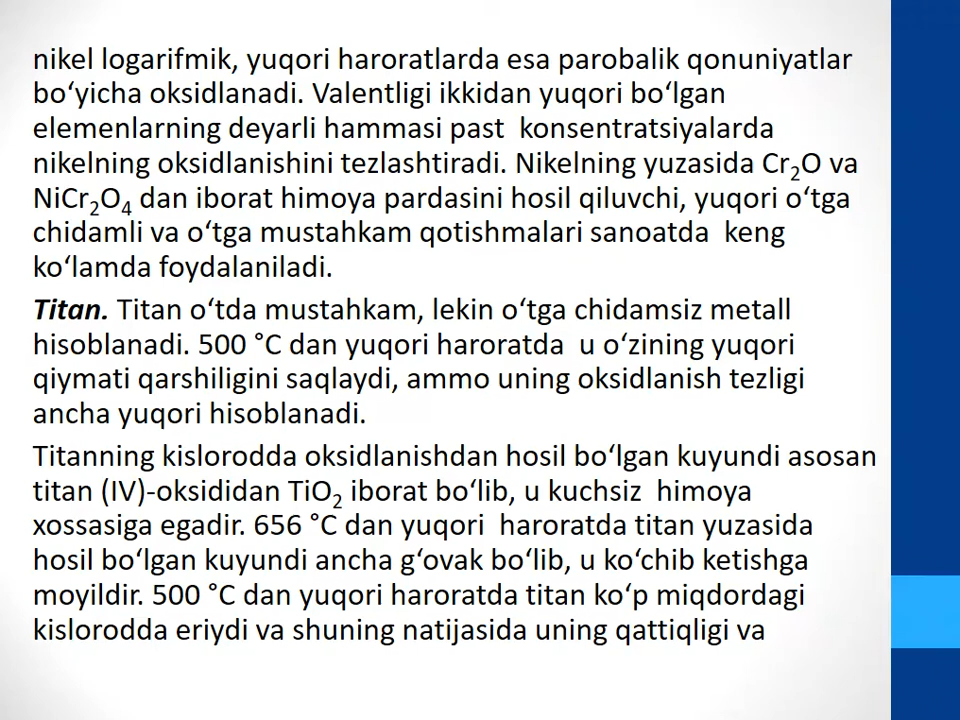 nikel logarifmik, yuqori haroratlarda esa parobalik qonuniyatlar
bo‘yicha oksidlanadi. Valentligi ikkidan yuqori bo‘lgan
elemenlarning deyarli hammasi past  konsentratsiyalarda
nikelning oksidlanishini tezlashtiradi. Nikelning yuzasida Cr₂O va
NiCr₂O₄ dan iborat himoya pardasini hosil qiluvchi, yuqori o‘tga
chidamli va o‘tga mustahkam qotishmalari sanoatda  keng
ko‘lamda foydalaniladi.
Titan. Titan o‘tda mustahkam, lekin o‘tga chidamsiz metall
hisoblanadi. 500 °C dan yuqori haroratda  u o‘zining yuqori
qiymati qarshiligini saqlaydi, ammo uning oksidlanish tezligi
ancha yuqori hisoblanadi.
Titanning kislorodda oksidlanishdan hosil bo‘lgan kuyundi asosan
titan (IV)-oksididan TiO₂ iborat bo‘lib, u kuchsiz  himoya
xossasiga egadir. 656 °C dan yuqori  haroratda titan yuzasida
hosil bo‘lgan kuyundi ancha g‘ovak bo‘lib, u ko‘chib ketishga
moyildir. 500 °C dan yuqori haroratda titan ko‘p miqdordagi
kislorodda eriydi va shuning natijasida uning qattiqligi va